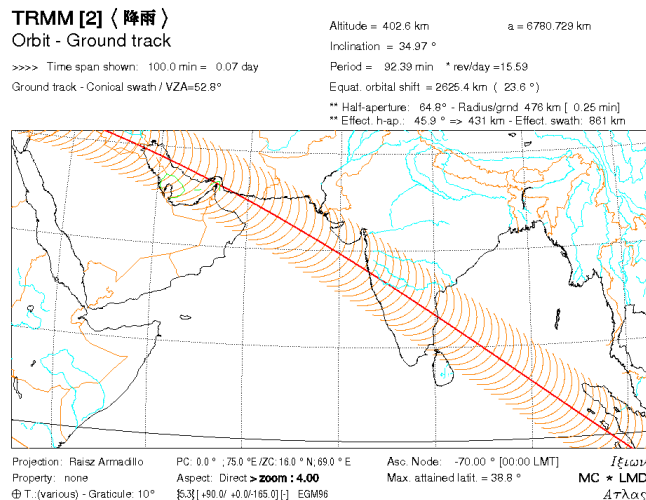 TRMM [2] 〈 降雨 〉
Orbit - Ground track
>>>> Time span shown: 100.0 min = 0.07 day
Ground track - Conical swath / VZA=52.8°
Altitude = 402.6 km a = 6780.729 km
Inclination = 34.97 °
Period = 92.39 min * rev/day =15.59
Equat. orbital shift = 2625.4 km ( 23.6 °)
** Half-aperture: 64.8° - Radius/grnd 476 km [ 0.25 min]
** Effect. h-ap.: 45.9 ° => 431 km - Effect. swath: 861 km
Projection: Raisz Armadillo PC: 0.0 ° ; 75.0 °E /ZC: 16.0 ° N; 69.0 ° E Asc. Node: -70.00 ° [00:00 LMT] Ιξιων
Property: none Aspect: Direct > zoom : 4.00 Max. attained latit. = 38.8 ° MC ★ LMD
⊕ T.:(various) - Graticule: 10° [5.3] [ +90.0/ +0.0/-165.0] [-] EGM96 Ατλας